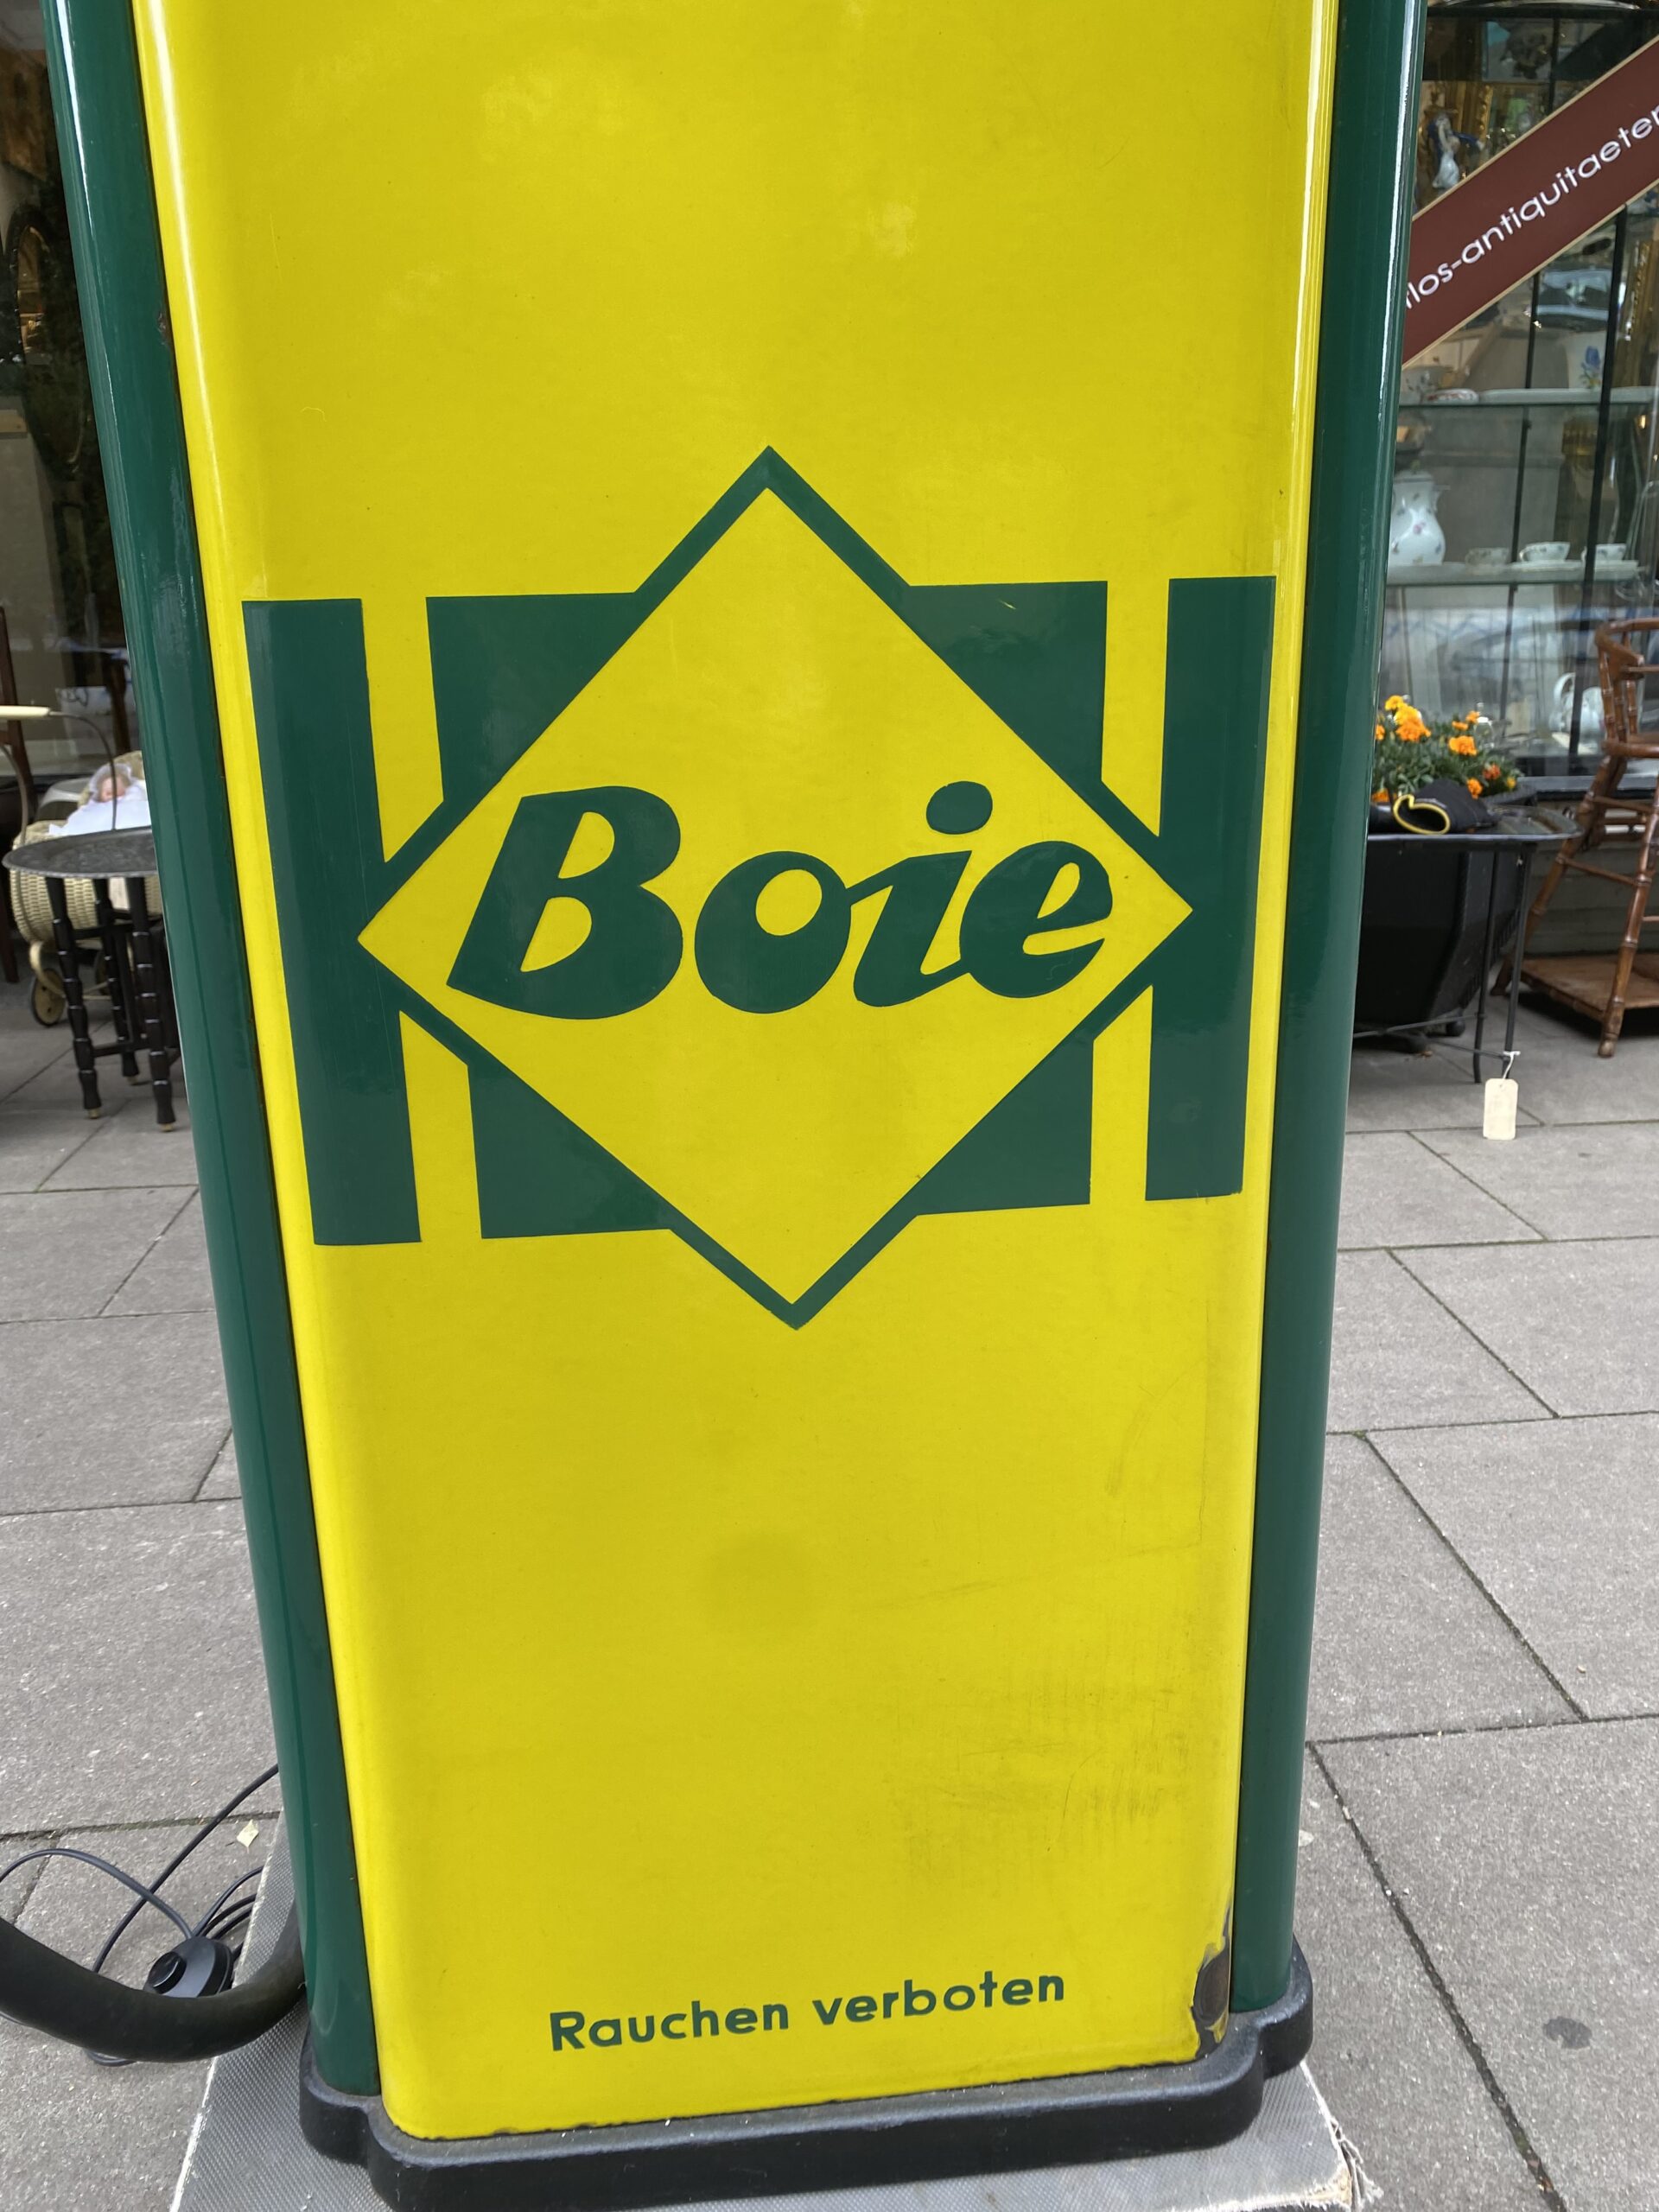 los-antiquitaeten
Boie
Rauchen verboten